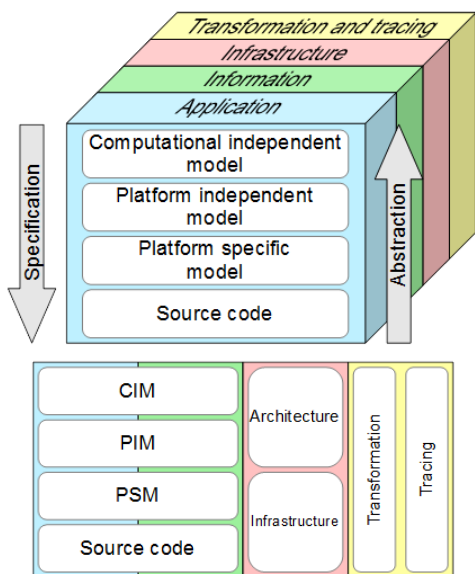 Transformation and tracing
Infrastructure
Information
Application
Computational independent
model
Platform independent
model
Platform specific
model
Source code
Specification
Abstraction
CIM
PIM
PSM
Source code
Architecture
Infrastructure
Transformation
Tracing